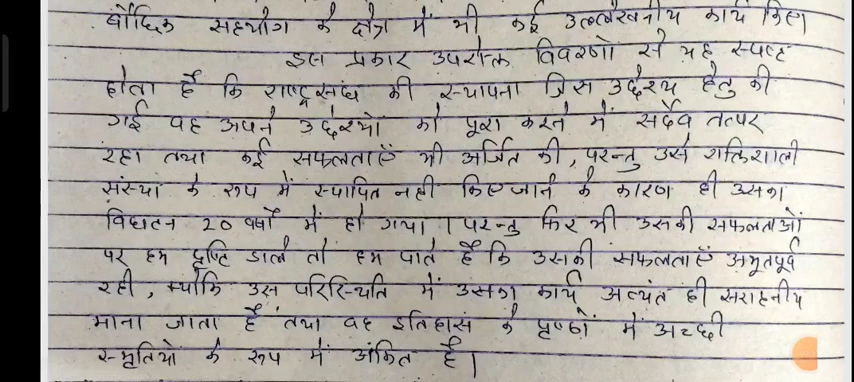 बौद्धिक सहयोग के क्षेत्र में भी कई उल्लेखनीय कार्य किए।
इस प्रकार उपरोक्त विवरणों से यह स्पष्ट
होता है कि राष्ट्रसंघ की स्थापना जिस उद्देश्य हेतु की
गई वह अपने उद्देश्यों को पूरा करने में सदैव तत्पर
रहा तथा कई सफलताएँ भी अर्जित की, परन्तु उसे शक्तिशाली
संस्था के रूप में स्थापित नहीं किए जाने के कारण ही उसका
विघटन 20 वर्षों में हो गया। परन्तु फिर भी उसकी सफलताओं
पर हम दृष्टि डाले तो हम पाते है कि उसकी सफलताएँ अभूतपूर्व
रही, क्योंकि उस परिस्थिति में उसका कार्य अत्यंत ही सराहनीय
माना जाता है तथा वह इतिहास के पृष्ठों में अच्छी
स्मृतियों के रूप में अंकित है।